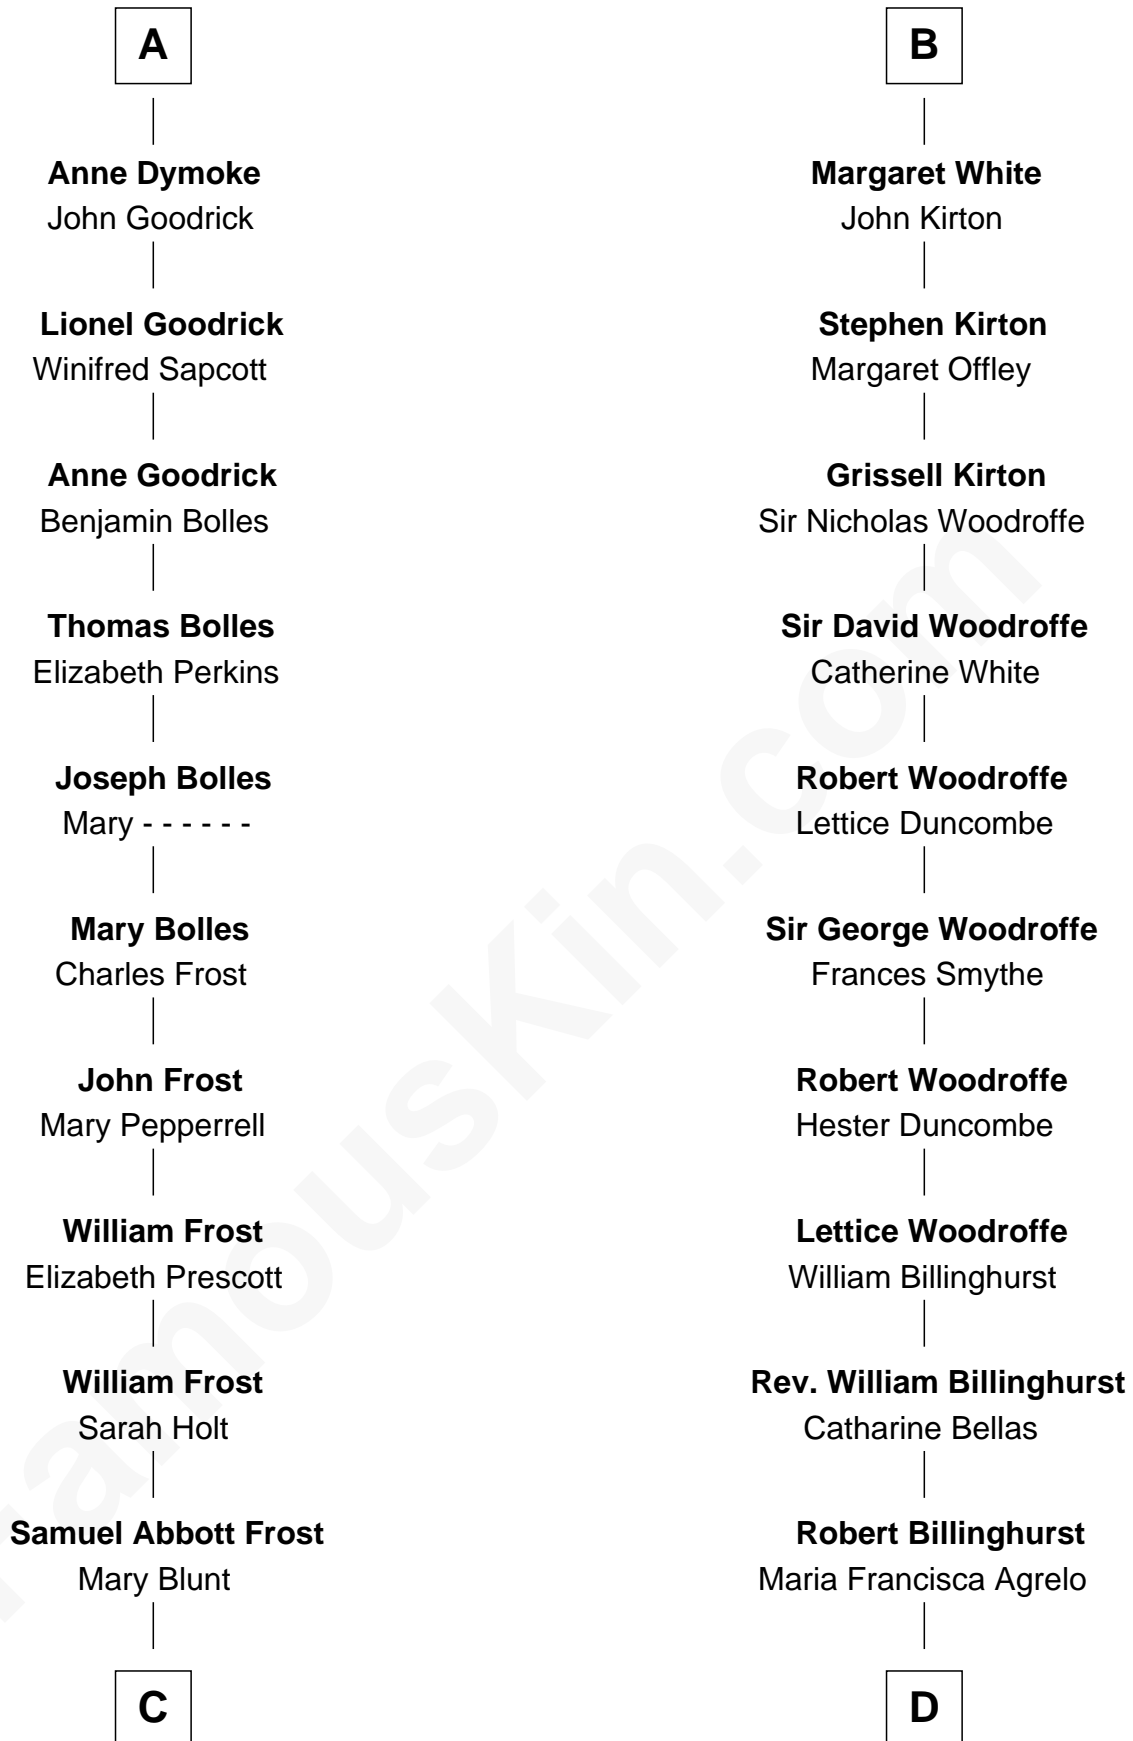 A
Anne Dymoke
John Goodrick
Lionel Goodrick
Winifred Sapcott
Anne Goodrick
Benjamin Bolles
Thomas Bolles
Elizabeth Perkins
Joseph Bolles
Mary - - - - - -
Mary Bolles
Charles Frost
John Frost
Mary Pepperrell
William Frost
Elizabeth Prescott
William Frost
Sarah Holt
Samuel Abbott Frost
Mary Blunt
C
B
Margaret White
John Kirton
Stephen Kirton
Margaret Offley
Grissell Kirton
Sir Nicholas Woodroffe
Sir David Woodroffe
Catherine White
Robert Woodroffe
Lettice Duncombe
Sir George Woodroffe
Frances Smythe
Robert Woodroffe
Hester Duncombe
Lettice Woodroffe
William Billinghurst
Rev. William Billinghurst
Catharine Bellas
Robert Billinghurst
Maria Francisca Agrelo
D
FamousKin.com